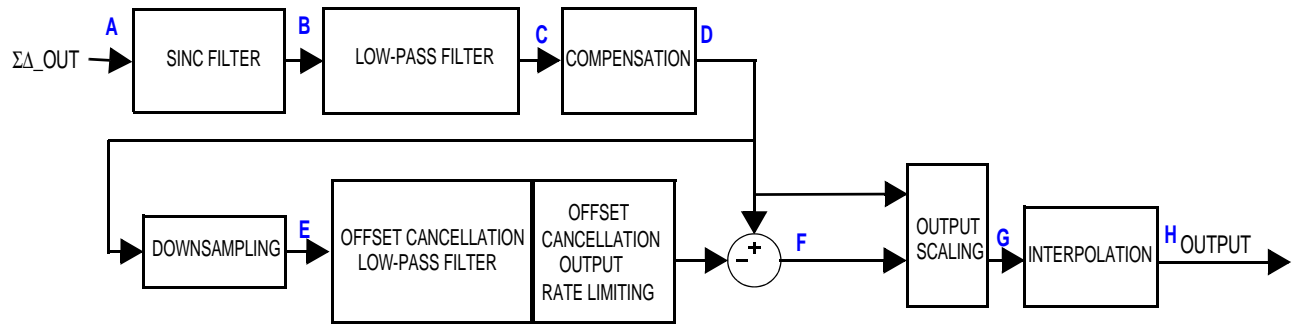 A
B
C
D
ΣΔ_OUT
SINC FILTER
LOW-PASS FILTER
COMPENSATION
DOWNSAMPLING
E
OFFSET CANCELLATION
LOW-PASS FILTER
OFFSET
CANCELLATION
OUTPUT
RATE LIMITING
- +
F
OUTPUT
SCALING
G
INTERPOLATION
H
OUTPUT